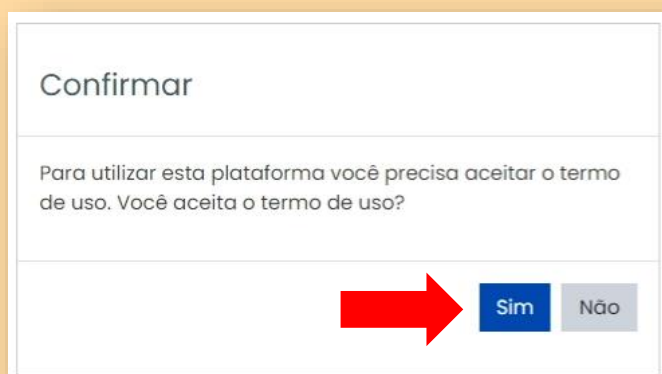 Confirmar
Para utilizar esta plataforma você precisa aceitar o termo
de uso. Você aceita o termo de uso?
Sim Não